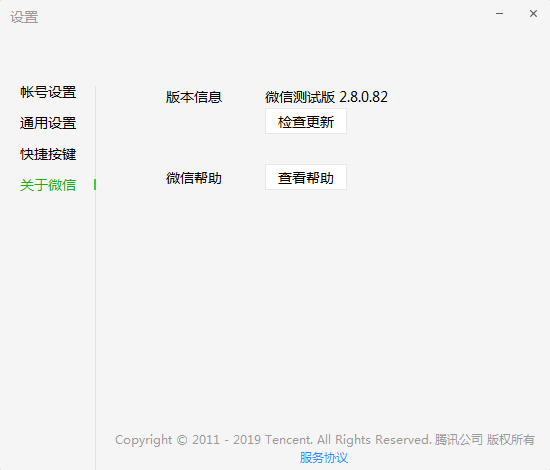 设置
帐号设置
通用设置
快捷按键
关于微信
版本信息 微信测试版 2.8.0.82
检查更新
微信帮助 查看帮助
Copyright © 2011 - 2019 Tencent. All Rights Reserved. 腾讯公司 版权所有
服务协议